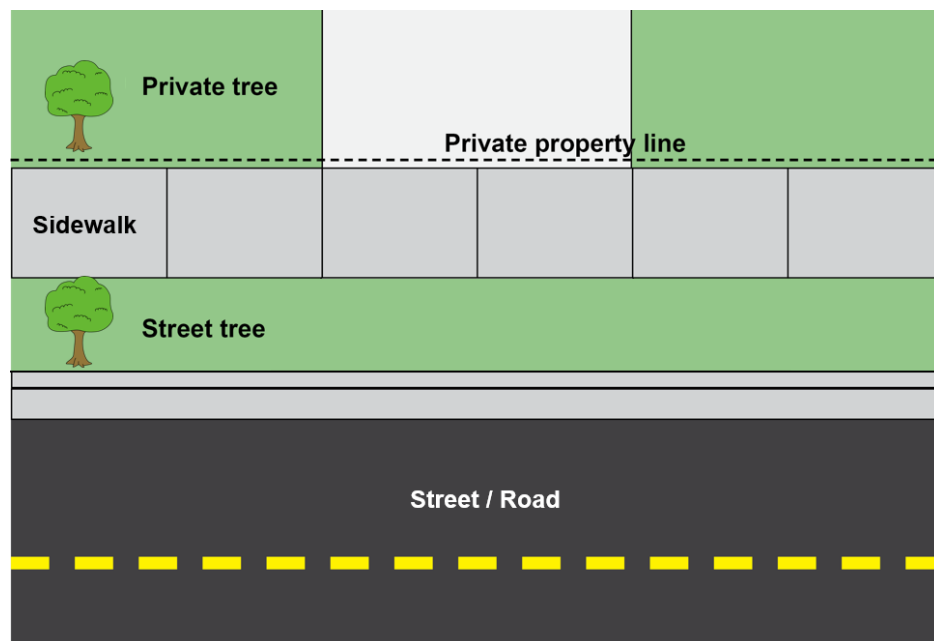 Private tree
Private property line
Sidewalk
Street tree
Street / Road